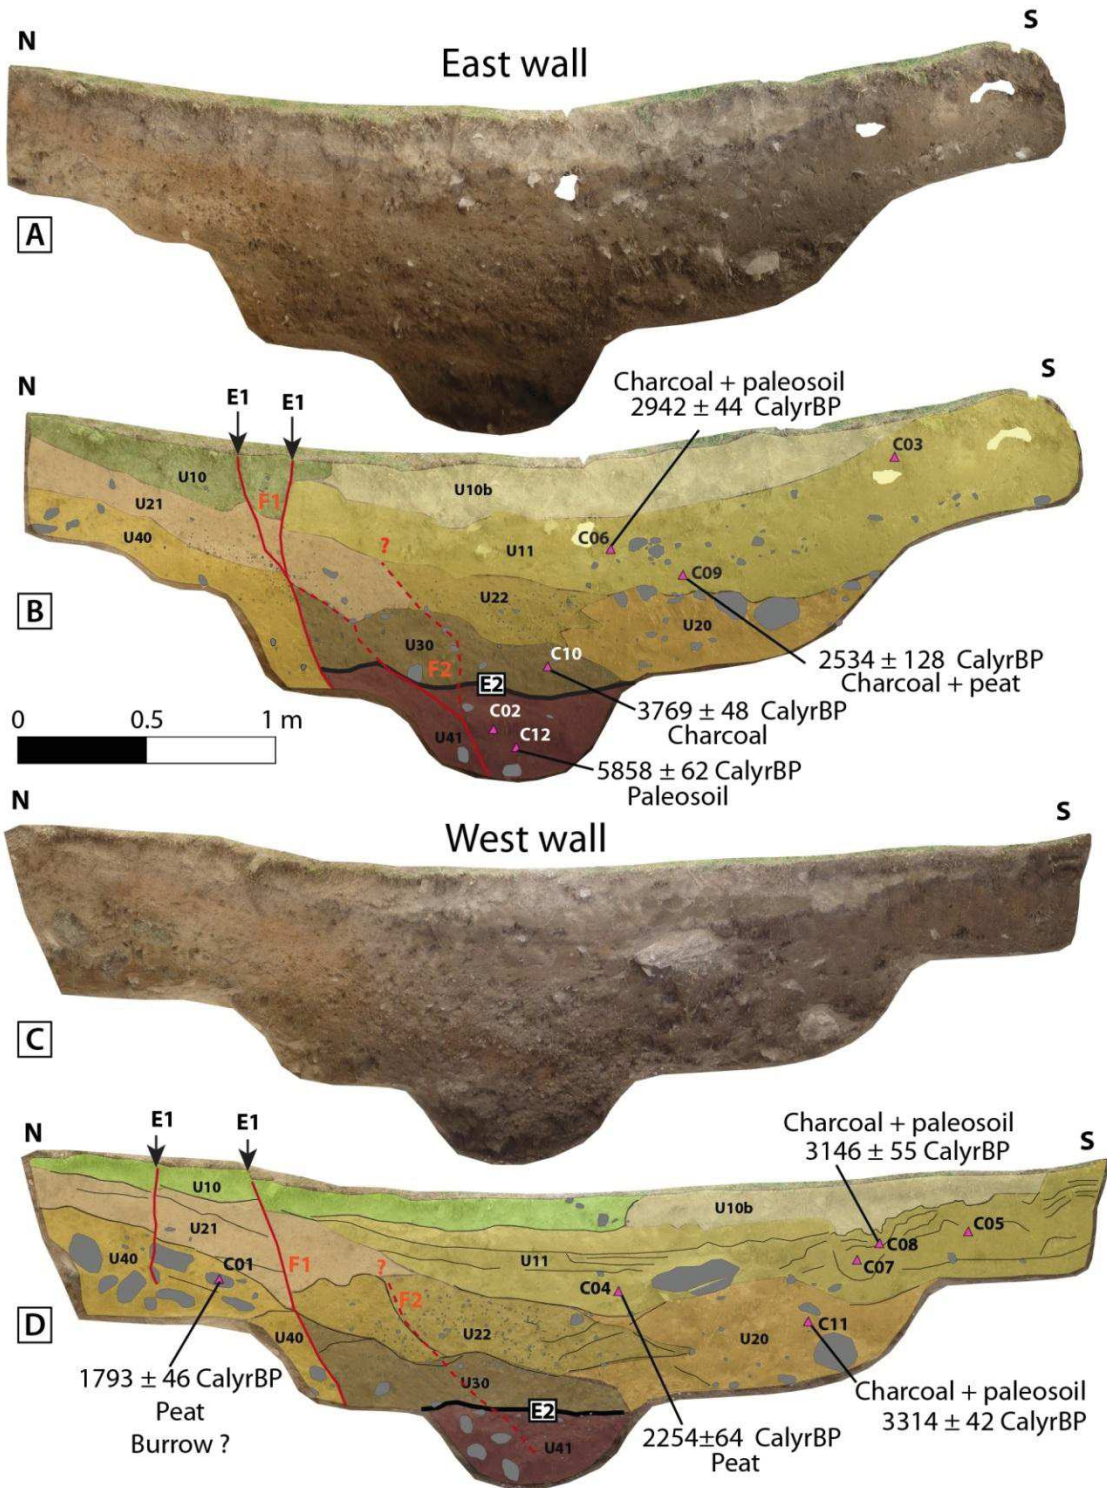 N
S
East wall
A
N
S
E1
E1
Charcoal + paleosoil
2942 ± 44 CalyrBP
C03
U10
F1
U10b
U21
U40
?
U11
C06
C09
B
U22
U20
U30
F2
C10
2534 ± 128 CalyrBP
Charcoal + peat
E2
3769 ± 48 CalyrBP
Charcoal
C02
C12
U41
5858 ± 62 CalyrBP
Paleosoil
0
0.5
1 m
N
S
West wall
C
N
S
E1
E1
Charcoal + paleosoil
3146 ± 55 CalyrBP
U10
U10b
U21
U40
C01
F1
?
F2
U11
C08
C07
C05
C04
D
U40
U22
U20
C11
U30
1793 ± 46 CalyrBP
Peat
Burrow ?
E2
U41
2254±64 CalyrBP
Peat
Charcoal + paleosoil
3314 ± 42 CalyrBP